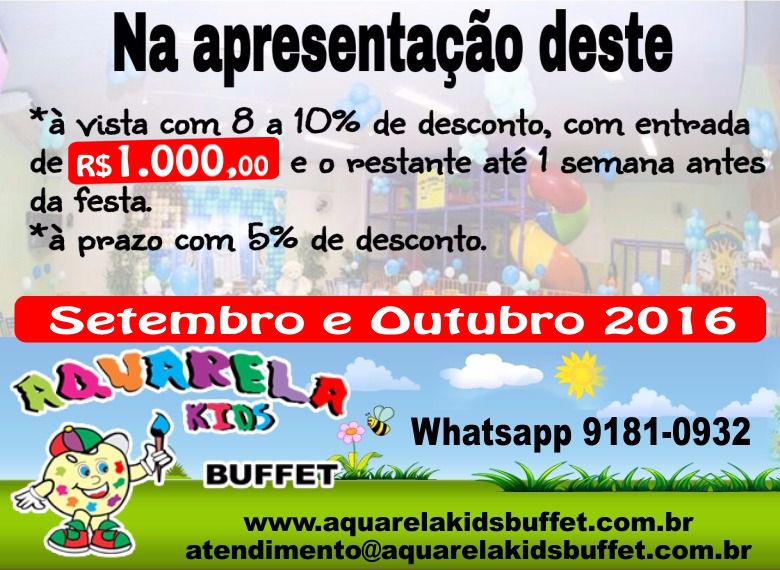 Na apresentação deste
*à vista com 8 a 10% de desconto, com entrada
de R$1.000,00 e o restante até 1 semana antes
da festa.
*à prazo com 5% de desconto.
Setembro e Outubro 2016
AQUARELA
KIDS
BUFFET
Whatsapp 9181-0932
www.aquarelakidsbuffet.com.br
atendimento@aquarelakidsbuffet.com.br